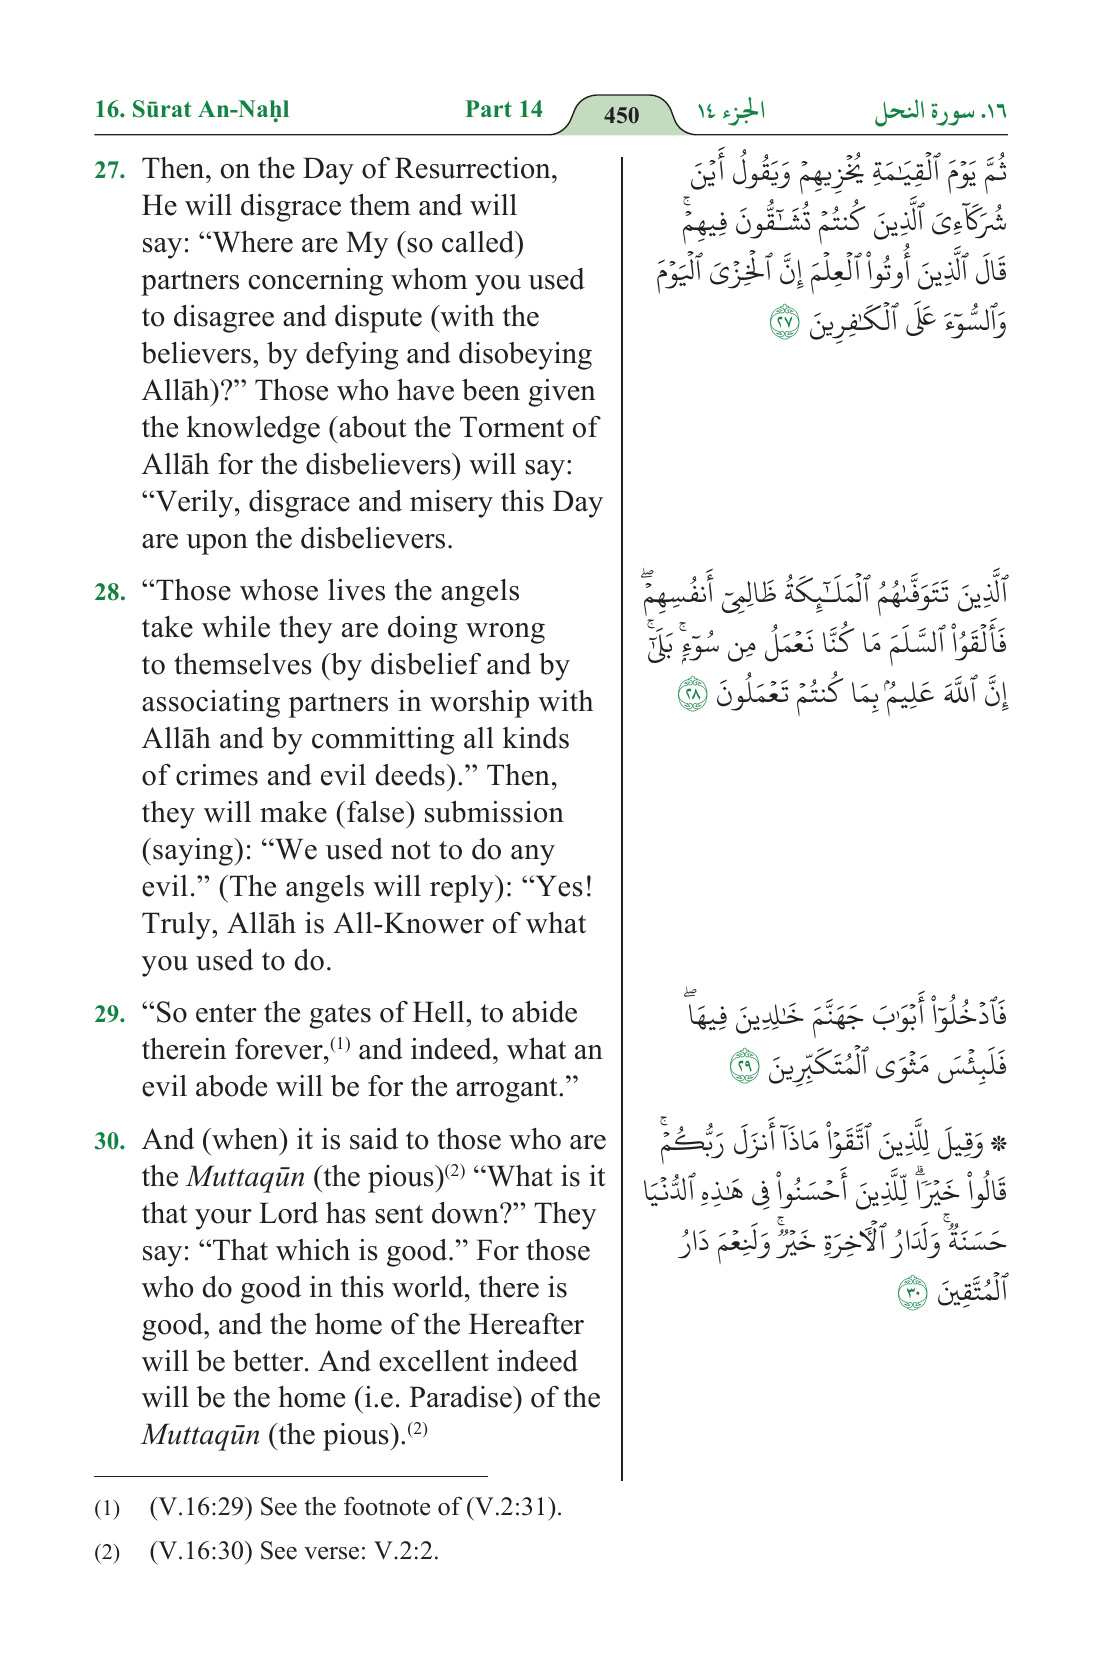 16. Sūrat An-Naḥl Part 14 450 الجزء ١٤ ١٦. سورة النحل
27. Then, on the Day of Resurrection,
He will disgrace them and will
say: “Where are My (so called)
partners concerning whom you used
to disagree and dispute (with the
believers, by defying and disobeying
Allāh)?” Those who have been given
the knowledge (about the Torment of
Allāh for the disbelievers) will say:
“Verily, disgrace and misery this Day
are upon the disbelievers.
ثُمَّ يَوْمَ ٱلْقِيَـٰمَةِ يُخْزِيهِمْ وَيَقُولُ أَيْنَ
شُرَكَآءِىَ ٱلَّذِينَ كُنتُمْ تُشَـٰٓقُّونَ فِيهِمْ ۚ
قَالَ ٱلَّذِينَ أُوتُوا۟ ٱلْعِلْمَ إِنَّ ٱلْخِزْىَ ٱلْيَوْمَ
وَٱلسُّوٓءَ عَلَى ٱلْكَـٰفِرِينَ ٢٧
28. “Those whose lives the angels
take while they are doing wrong
to themselves (by disbelief and by
associating partners in worship with
Allāh and by committing all kinds
of crimes and evil deeds).” Then,
they will make (false) submission
(saying): “We used not to do any
evil.” (The angels will reply): “Yes!
Truly, Allāh is All-Knower of what
you used to do.
ٱلَّذِينَ تَتَوَفَّىٰهُمُ ٱلْمَلَـٰٓئِكَةُ ظَالِمِىٓ أَنفُسِهِمْ ۖ
فَأَلْقَوُا۟ ٱلسَّلَمَ مَا كُنَّا نَعْمَلُ مِن سُوٓءٍۭ ۚ بَلَىٰٓ ۚ
إِنَّ ٱللَّهَ عَلِيمٌۢ بِمَا كُنتُمْ تَعْمَلُونَ ٢٨
29. “So enter the gates of Hell, to abide
therein forever,(1) and indeed, what an
evil abode will be for the arrogant.”
فَٱدْخُلُوٓا۟ أَبْوَٰبَ جَهَنَّمَ خَـٰلِدِينَ فِيهَا ۖ
فَلَبِئْسَ مَثْوَى ٱلْمُتَكَبِّرِينَ ٢٩
30. And (when) it is said to those who are
the Muttaqūn (the pious)(2) “What is it
that your Lord has sent down?” They
say: “That which is good.” For those
who do good in this world, there is
good, and the home of the Hereafter
will be better. And excellent indeed
will be the home (i.e. Paradise) of the
Muttaqūn (the pious).(2)
❊ وَقِيلَ لِلَّذِينَ ٱتَّقَوْا۟ مَاذَآ أَنزَلَ رَبُّكُمْ ۚ
قَالُوا۟ خَيْرًا ۗ لِّلَّذِينَ أَحْسَنُوا۟ فِى هَـٰذِهِ ٱلدُّنْيَا
حَسَنَةٌ ۚ وَلَدَارُ ٱلْـَٔاخِرَةِ خَيْرٌ ۚ وَلَنِعْمَ دَارُ
ٱلْمُتَّقِينَ ٣٠
(1) (V.16:29) See the footnote of (V.2:31).
(2) (V.16:30) See verse: V.2:2.